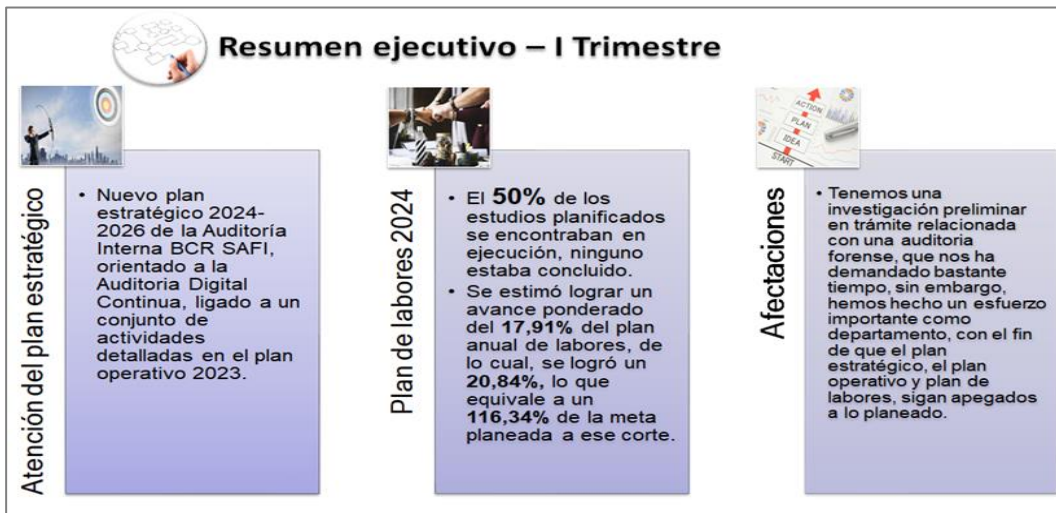 Resumen ejecutivo – I Trimestre
Atención del plan estratégico
• Nuevo plan
estratégico 2024-
2026 de la Auditoría
Interna BCR SAFI,
orientado a la
Auditoria Digital
Continua, ligado a un
conjunto de
actividades
detalladas en el plan
operativo 2023.
Plan de labores 2024
• El 50% de los
estudios planificados
se encontraban en
ejecución, ninguno
estaba concluido.
• Se estimó lograr un
avance ponderado
del 17,91% del plan
anual de labores, de
lo cual, se logró un
20,84%, lo que
equivale a un
116,34% de la meta
planeada a ese corte.
ACTION
PLAN
IDEA
START
Afectaciones
• Tenemos una
investigación preliminar
en trámite relacionada
con una auditoria
forense, que nos ha
demandado bastante
tiempo, sin embargo,
hemos hecho un esfuerzo
importante como
departamento, con el fin
de que el plan
estratégico, el plan
operativo y plan de
labores, sigan apegados
a lo planeado.